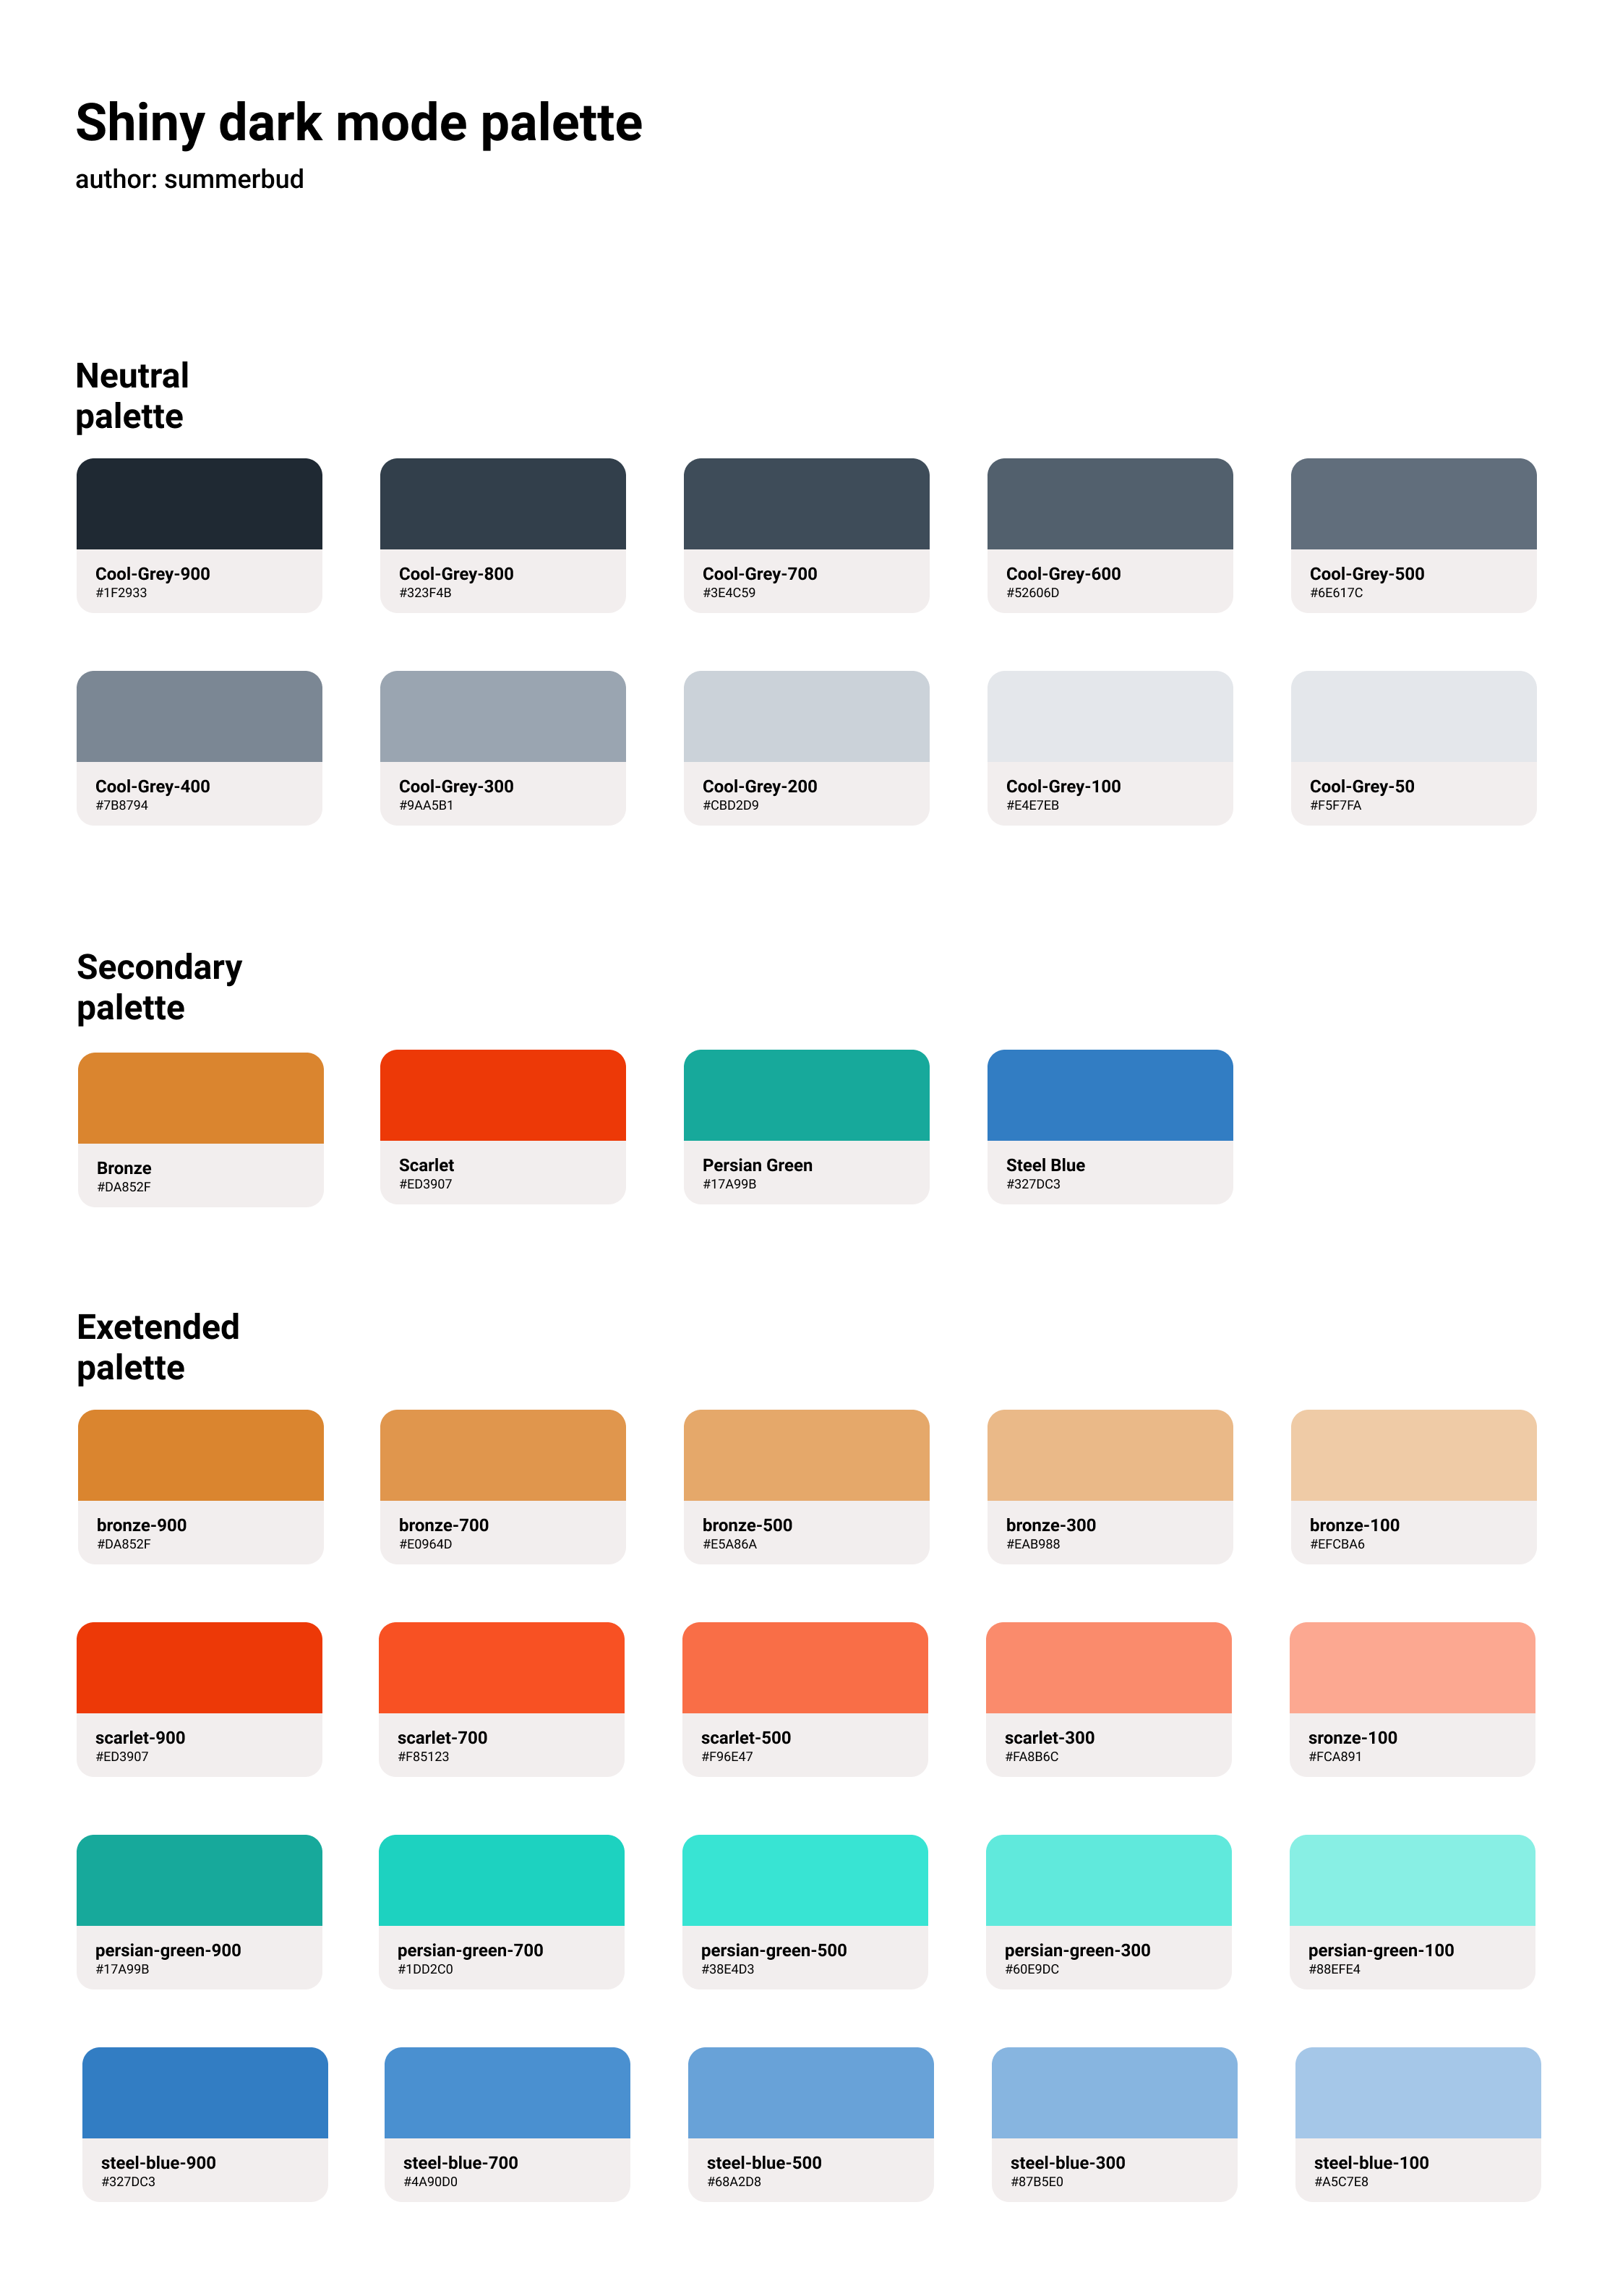 Shiny dark mode palette
author: summerbud
Neutral
palette
Cool-Grey-900
#1F2933
Cool-Grey-800
#323F4B
Cool-Grey-700
#3E4C59
Cool-Grey-600
#52606D
Cool-Grey-500
#6E617C
Cool-Grey-400
#7B8794
Cool-Grey-300
#9AA5B1
Cool-Grey-200
#CBD2D9
Cool-Grey-100
#E4E7EB
Cool-Grey-50
#F5F7FA
Secondary
palette
Bronze
#DA852F
Scarlet
#ED3907
Persian Green
#17A99B
Steel Blue
#327DC3
Exetended
palette
bronze-900
#DA852F
bronze-700
#E0964D
bronze-500
#E5A86A
bronze-300
#EAB988
bronze-100
#EFCBA6
scarlet-900
#ED3907
scarlet-700
#F85123
scarlet-500
#F96E47
scarlet-300
#FA8B6C
sronze-100
#FCA891
persian-green-900
#17A99B
persian-green-700
#1DD2C0
persian-green-500
#38E4D3
persian-green-300
#60E9DC
persian-green-100
#88EFE4
steel-blue-900
#327DC3
steel-blue-700
#4A90D0
steel-blue-500
#68A2D8
steel-blue-300
#87B5E0
steel-blue-100
#A5C7E8